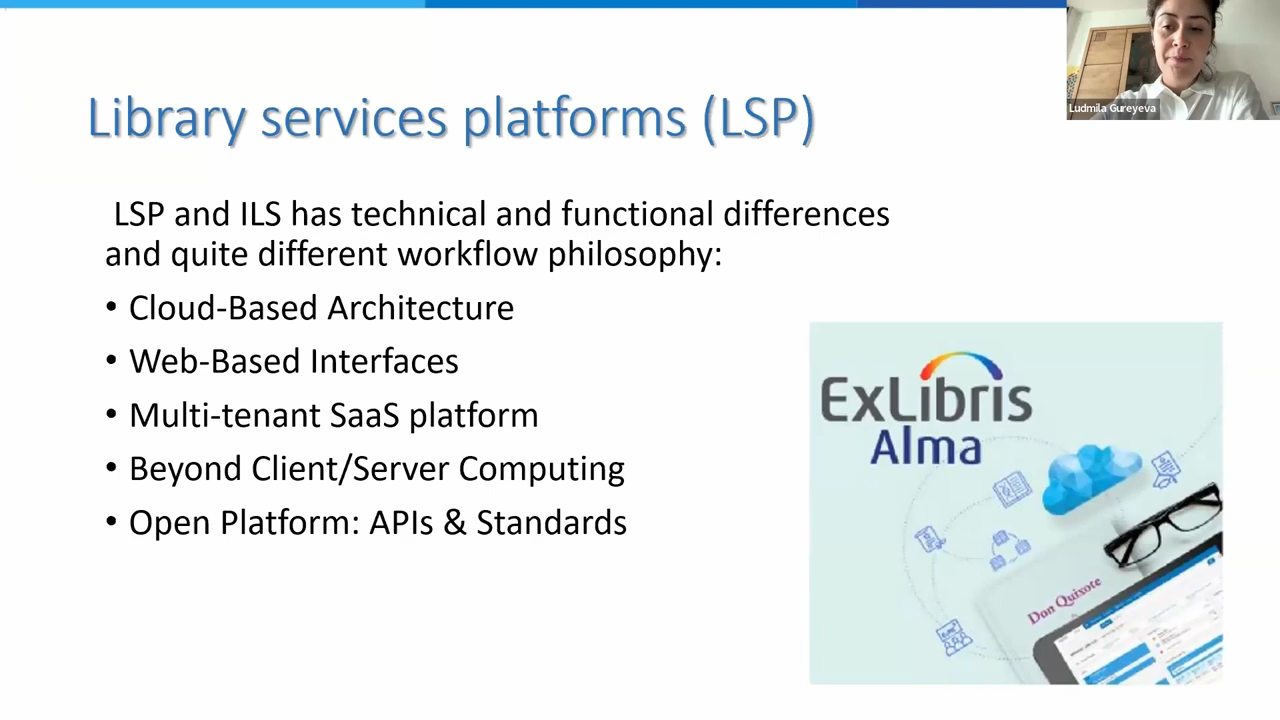 Ludmila Gureyeva
Library services platforms (LSP)
LSP and ILS has technical and functional differences
and quite different workflow philosophy:
• Cloud-Based Architecture
• Web-Based Interfaces
• Multi-tenant SaaS platform
• Beyond Client/Server Computing
• Open Platform: APIs & Standards
ExLibris
Alma
Don Quixote